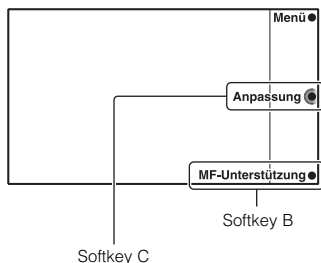 Menü
Anpassung
MF-Unterstützung
Softkey B
Softkey C